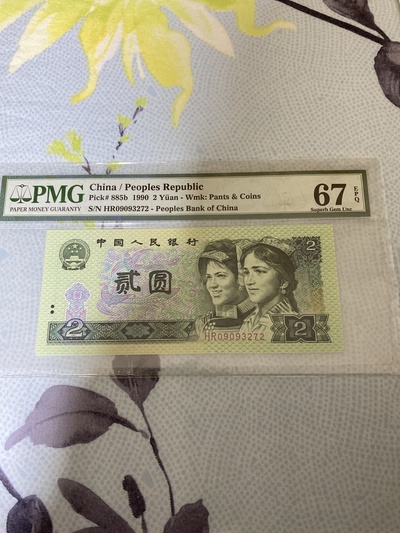 PMG
PAPER MONEY GUARANTY
China / Peoples Republic
Pick# 885b 1990 2 Yüan - Wmk: Pants & Coins
S/N HR09093272 - Peoples Bank of China
67 EPQ
Superb Gem Unc
中国人民银行
2
贰圆
2
2
HR09093272